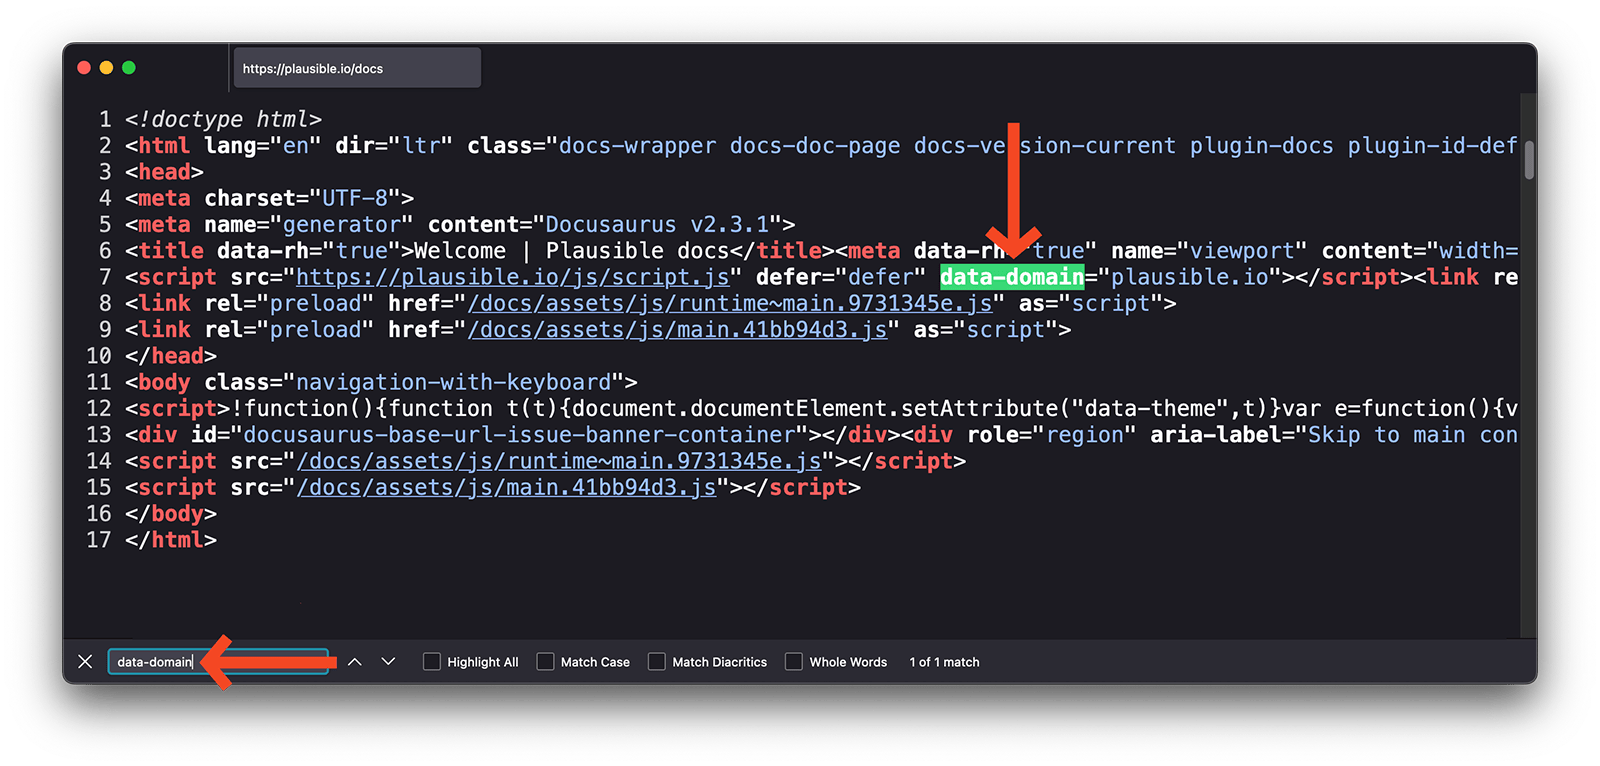 https://plausible.io/docs
1 <!doctype html>
2 <html lang="en" dir="ltr" class="docs-wrapper docs-doc-page docs-version-current plugin-docs plugin-id-def
3 <head>
4 <meta charset="UTF-8">
5 <meta name="generator" content="Docusaurus v2.3.1">
6 <title data-rh="true">Welcome | Plausible docs</title><meta data-rh="true" name="viewport" content="width=
7 <script src="https://plausible.io/js/script.js" defer="defer" data-domain="plausible.io"></script><link re
8 <link rel="preload" href="/docs/assets/js/runtime~main.9731345e.js" as="script">
9 <link rel="preload" href="/docs/assets/js/main.41bb94d3.js" as="script">
10 </head>
11 <body class="navigation-with-keyboard">
12 <script>!function(){function t(t){document.documentElement.setAttribute("data-theme",t)}var e=function(){v
13 <div id="docusaurus-base-url-issue-banner-container"></div><div role="region" aria-label="Skip to main con
14 <script src="/docs/assets/js/runtime~main.9731345e.js"></script>
15 <script src="/docs/assets/js/main.41bb94d3.js"></script>
16 </body>
17 </html>
data-domain Highlight All Match Case Match Diacritics Whole Words 1 of 1 match